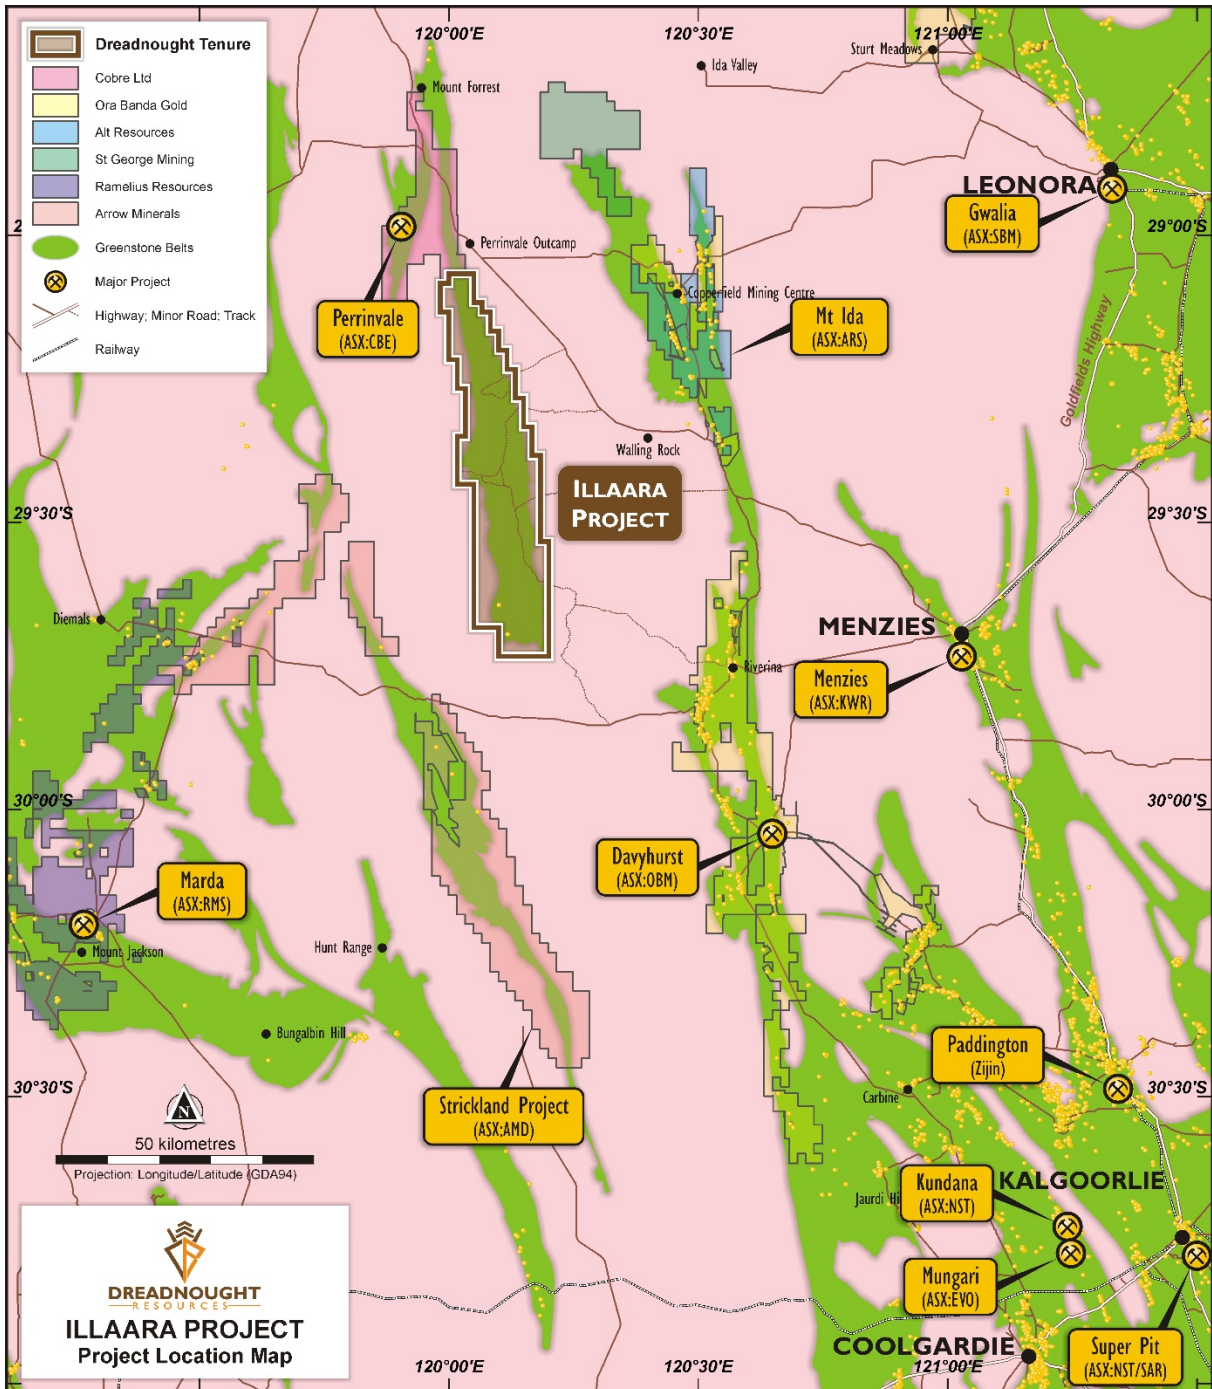 120°00'E
120°30'E
121°00'E
Dreadnought Tenure
Cobre Ltd
Ora Banda Gold
Alt Resources
St George Mining
Ramelius Resources
Arrow Minerals
Greenstone Belts
Major Project
Highway; Minor Road; Track
Railway
Sturt Meadows
Ida Valley
Mount Forrest
LEONORA
Gwalia
(ASX:SBM)
29°00'S
Perrinvale Outcamp
Copperfield Mining Centre
Perrinvale
(ASX:CBE)
Mt Ida
(ASX:ARS)
Goldfields Highway
Walling Rock
ILLAARA
PROJECT
29°30'S
29°30'S
Diemals
MENZIES
Riverina
Menzies
(ASX:KWR)
30°00'S
30°00'S
Davyhurst
(ASX:OBM)
Marda
(ASX:RMS)
Mount Jackson
Hunt Range
Bungalbin Hill
Paddington
(Zijin)
30°30'S
30°30'S
Carbine
Strickland Project
(ASX:AMD)
N
50 kilometres
Projection: Longitude/Latitude (GDA94)
Kundana
(ASX:NST)
KALGOORLIE
Jaurdi Hi
Mungari
(ASX:EVO)
DREADNOUGHT
RESOURCES
ILLAARA PROJECT
Project Location Map
COOLGARDIE
Super Pit
(ASX:NST/SAR)
120°00'E
120°30'E
121°00'E